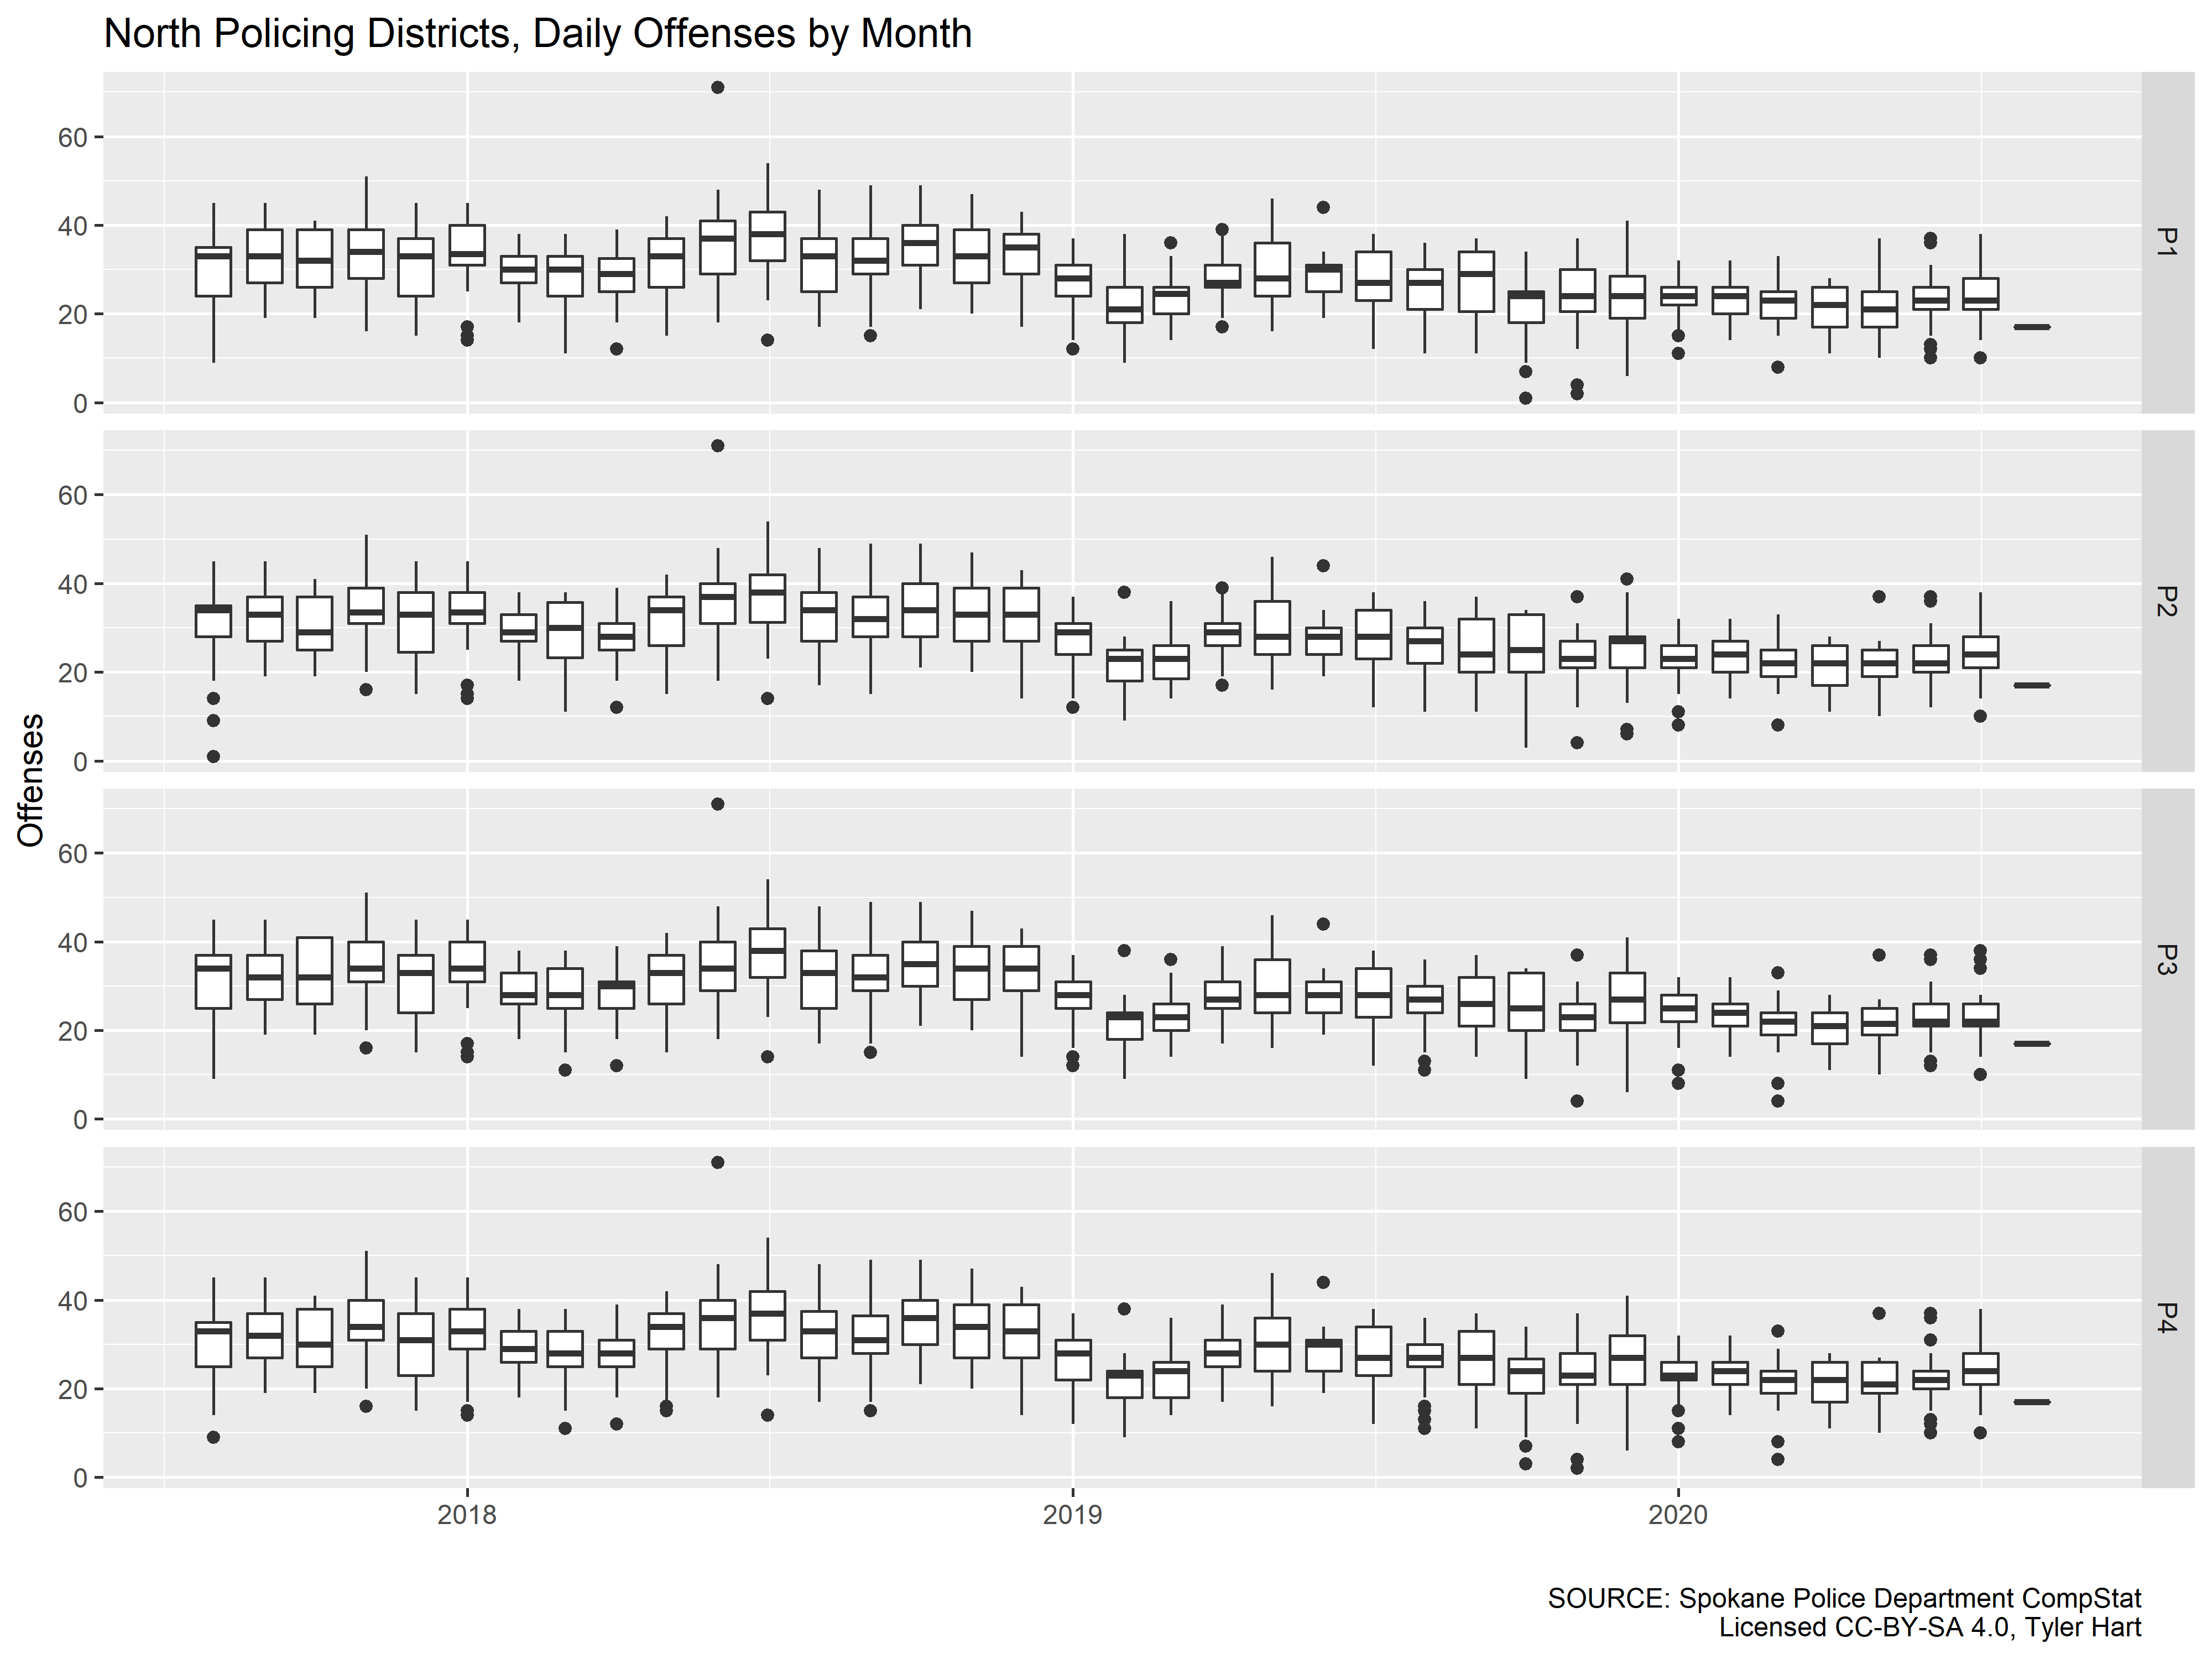 North Policing Districts, Daily Offenses by Month
Offenses
60
40
20
0
P1
60
40
20
0
P2
60
40
20
0
P3
60
40
20
0
P4
2018
2019
2020
SOURCE: Spokane Police Department CompStat
Licensed CC-BY-SA 4.0, Tyler Hart